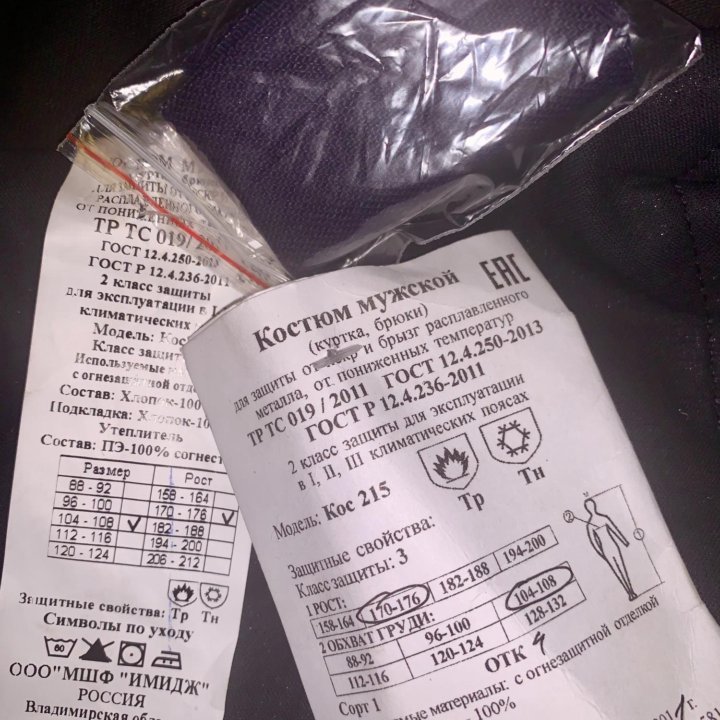 ТР ТС 019/ 20
ГОСТ 12.4.250-2013
ГОСТ Р 12.4.236-2011
2 класс защиты
для эксплуатации в I
климатических
Модель: Кос
Класс защит
Используемые
с огнезащитной отд
Состав: Хлопок-100
Подкладка: Хлопок-10
Утеплитель
Состав: ПЭ-100% согнест
Размер Рост
88 - 92 158 - 164
96 - 100 170 - 176
104 - 108 182 - 188
112 - 116 194 - 200
120 - 124 206 - 212
Защитные свойства: Тр Тн
Символы по уходу
60
ООО"МШФ "ИМИДЖ"
РОССИЯ
Владимирская обл
Костюм мужской ЕАС
(куртка, брюки)
для защиты от и брызг расплавленного
металла, от пониженных температур
ТР ТС 019 / 2011 ГОСТ 12.4.250-2013
ГОСТ Р 12.4.236-2011
2 класс защиты для эксплуатации
в I, II, III климатических поясах
Модель: Кос 215
Тр Тн
Защитные свойства:
Класс защиты: 3
1 РОСТ:
158-164 170-176 182-188 194-200
2 ОБХВАТ ГРУДИ:
88-92 96-100 104-108
112-116 120-124 128-132
ОТК 4
Сорт 1
материалы: с огнезащитной отделкой
100%